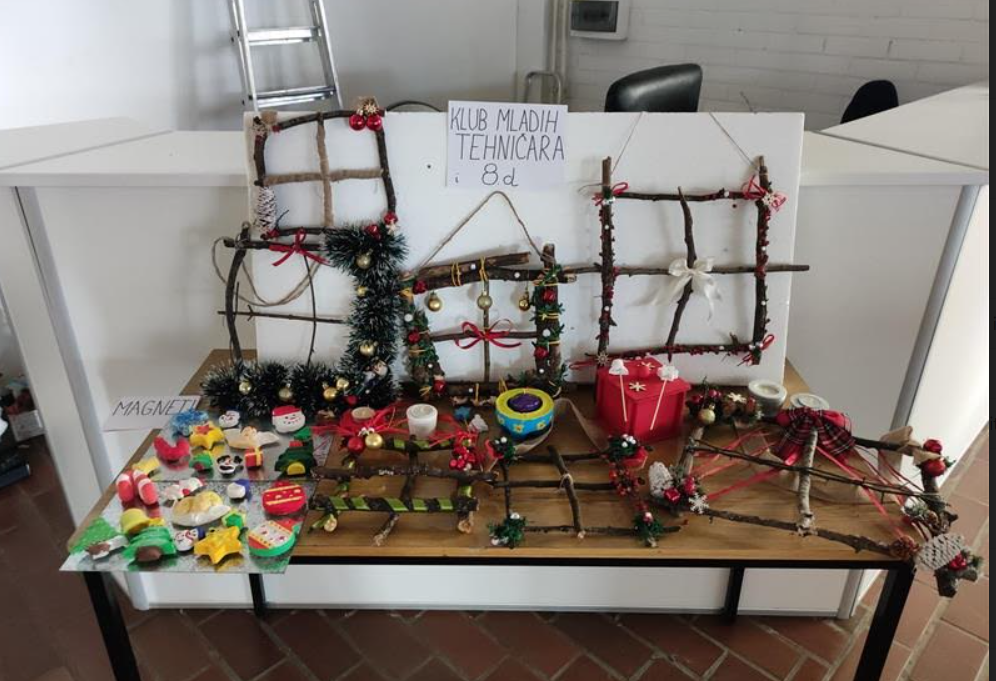 KLUB MLADIH
TEHNIČARA
i 8d
MAGNETI